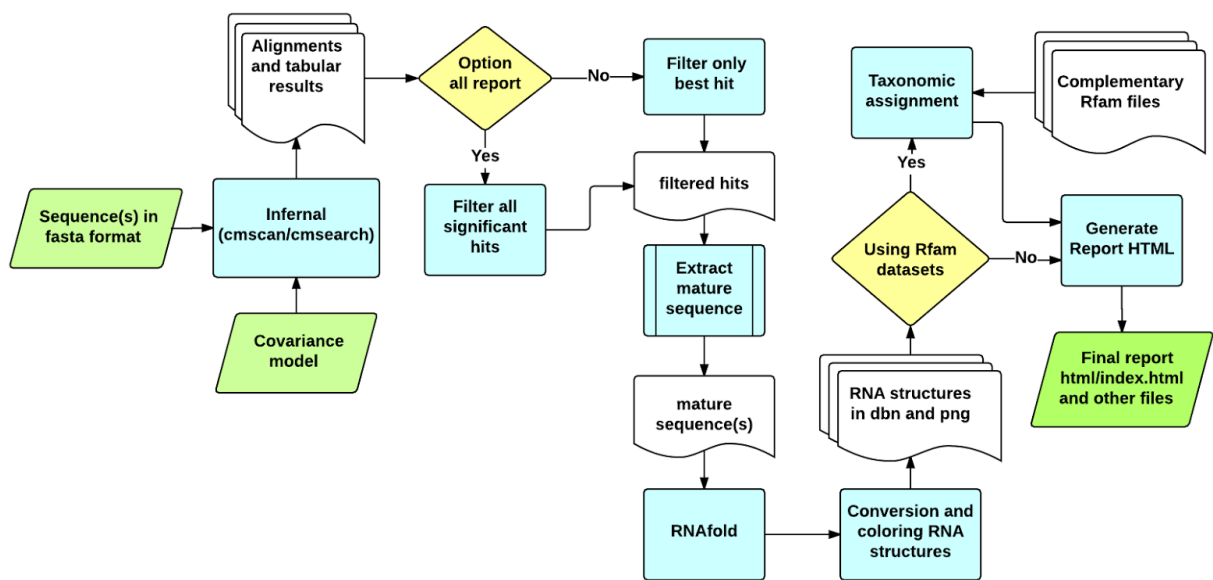 Sequence(s) in
fasta format
Covariance
model
Infernal
(cmscan/cmsearch)
Alignments
and tabular
results
Option
all report
No
Yes
Filter all
significant
hits
Filter only
best hit
filtered hits
Extract
mature
sequence
mature
sequence(s)
RNAfold
Conversion and
coloring RNA
structures
RNA structures
in dbn and png
Using Rfam
datasets
Yes
No
Taxonomic
assignment
Complementary
Rfam files
Generate
Report HTML
Final report
html/index.html
and other files